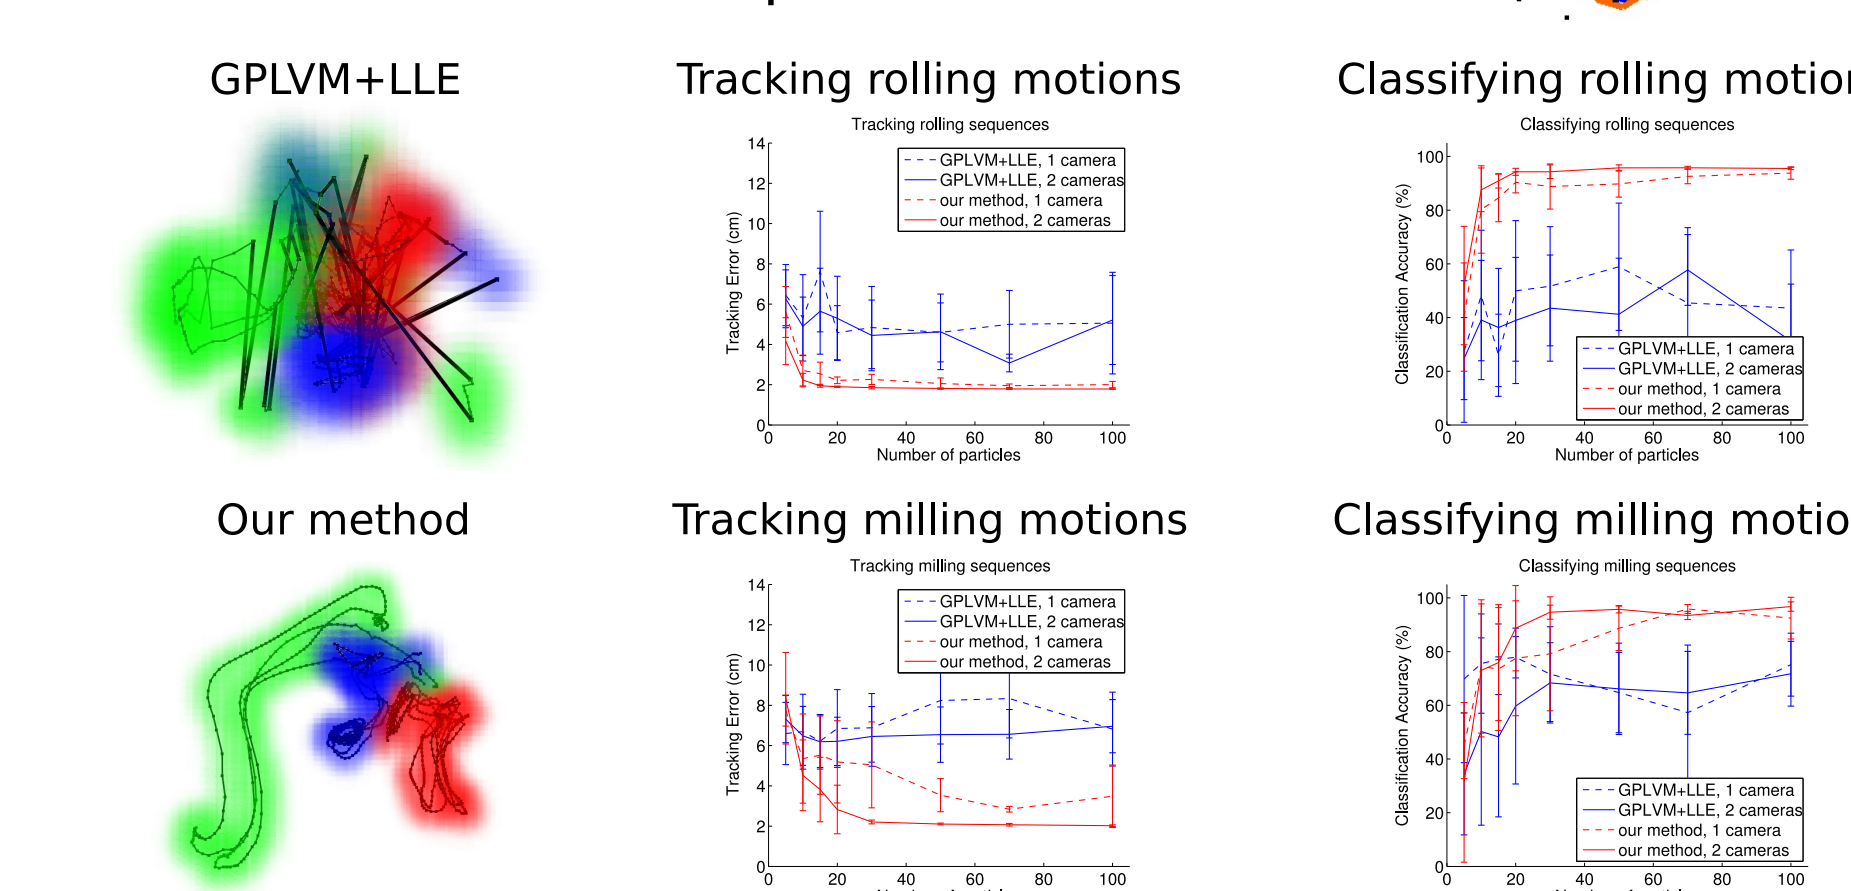 GPLVM+LLE
Tracking rolling motions
Classifying rolling
Tracking rolling sequences
14
12
10
8
6
4
2
0
Tracking Error (cm)
GPLVM+LLE, 1 camera
GPLVM+LLE, 2 cameras
our method, 1 camera
our method, 2 cameras
0 20 40 60 80 100
Number of particles
Classifying rolling sequences
100
80
60
40
20
0
Classification Accuracy (%)
GPLVM+LLE, 1 camera
GPLVM+LLE, 2 cameras
our method, 1 camera
our method, 2 cameras
0 20 40 60 80 100
Number of particles
Our method
Tracking milling motions
Classifying milling
Tracking milling sequences
14
12
10
8
6
4
2
0
Tracking Error (cm)
GPLVM+LLE, 1 camera
GPLVM+LLE, 2 cameras
our method, 1 camera
our method, 2 cameras
0 20 40 60 80 100
Classifying milling sequences
100
80
60
40
20
0
Classification Accuracy (%)
GPLVM+LLE, 1 camera
GPLVM+LLE, 2 cameras
our method, 1 camera
our method, 2 cameras
0 20 40 60 80 100